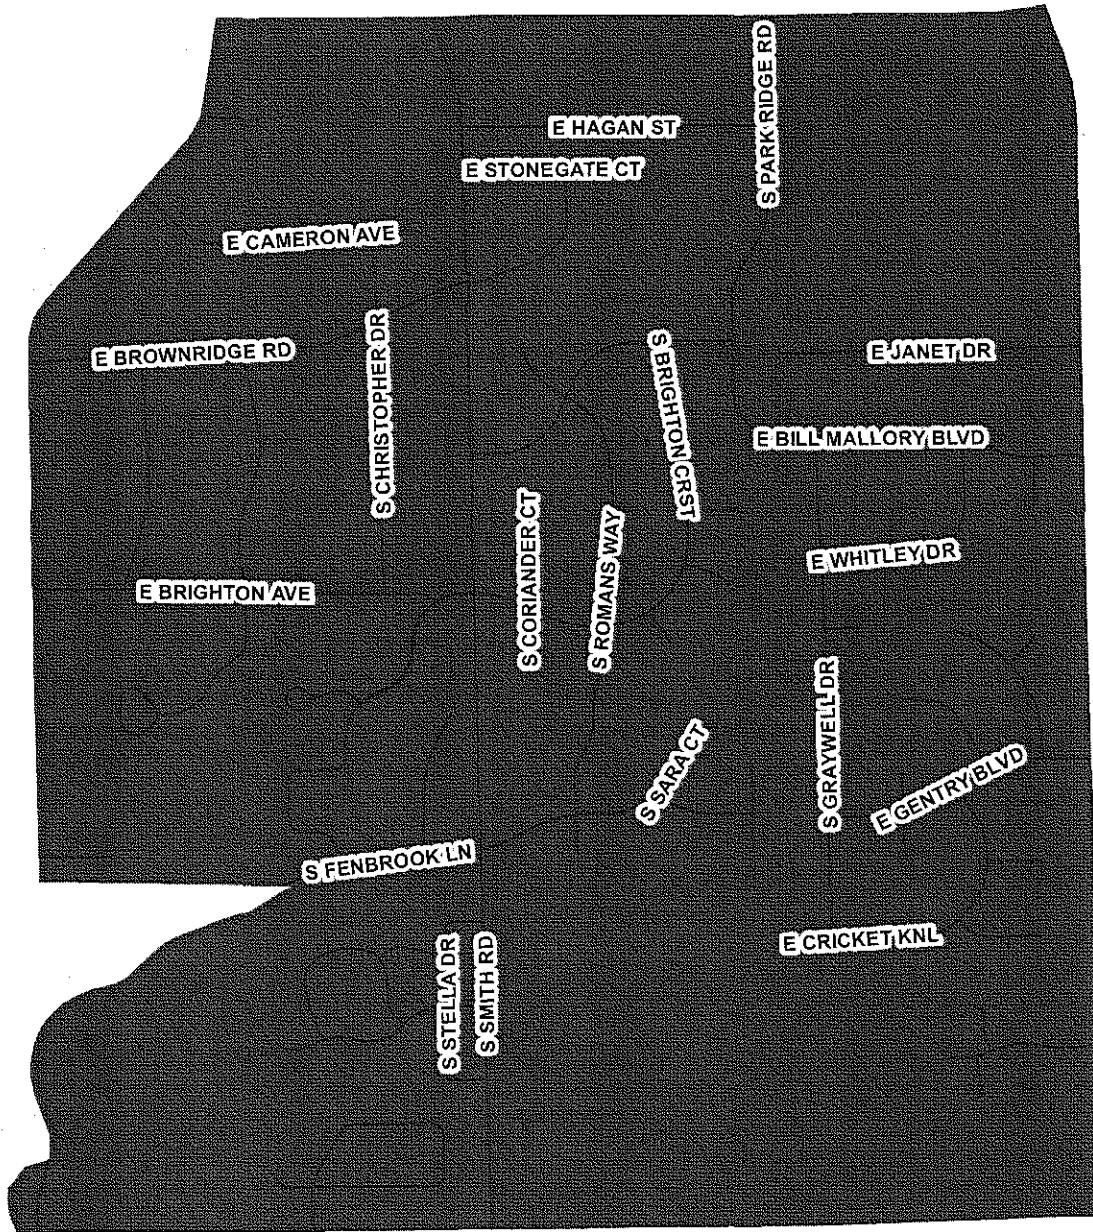 S PARK RIDGE RD
E HAGAN ST
E STONEGATE CT
E CAMERON AVE
E BROWNRIDGE RD
S CHRISTOPHER DR
S BRIGHTON CRST
E JANET DR
E BILL MALLORY BLVD
S CORIANDER CT
S ROMANS WAY
E WHITLEY DR
E BRIGHTON AVE
S GRAYWELL DR
S SARA CT
E GENTRY BLVD
S FENBROOK LN
S STELLA DR
S SMITH RD
E CRICKET KNL